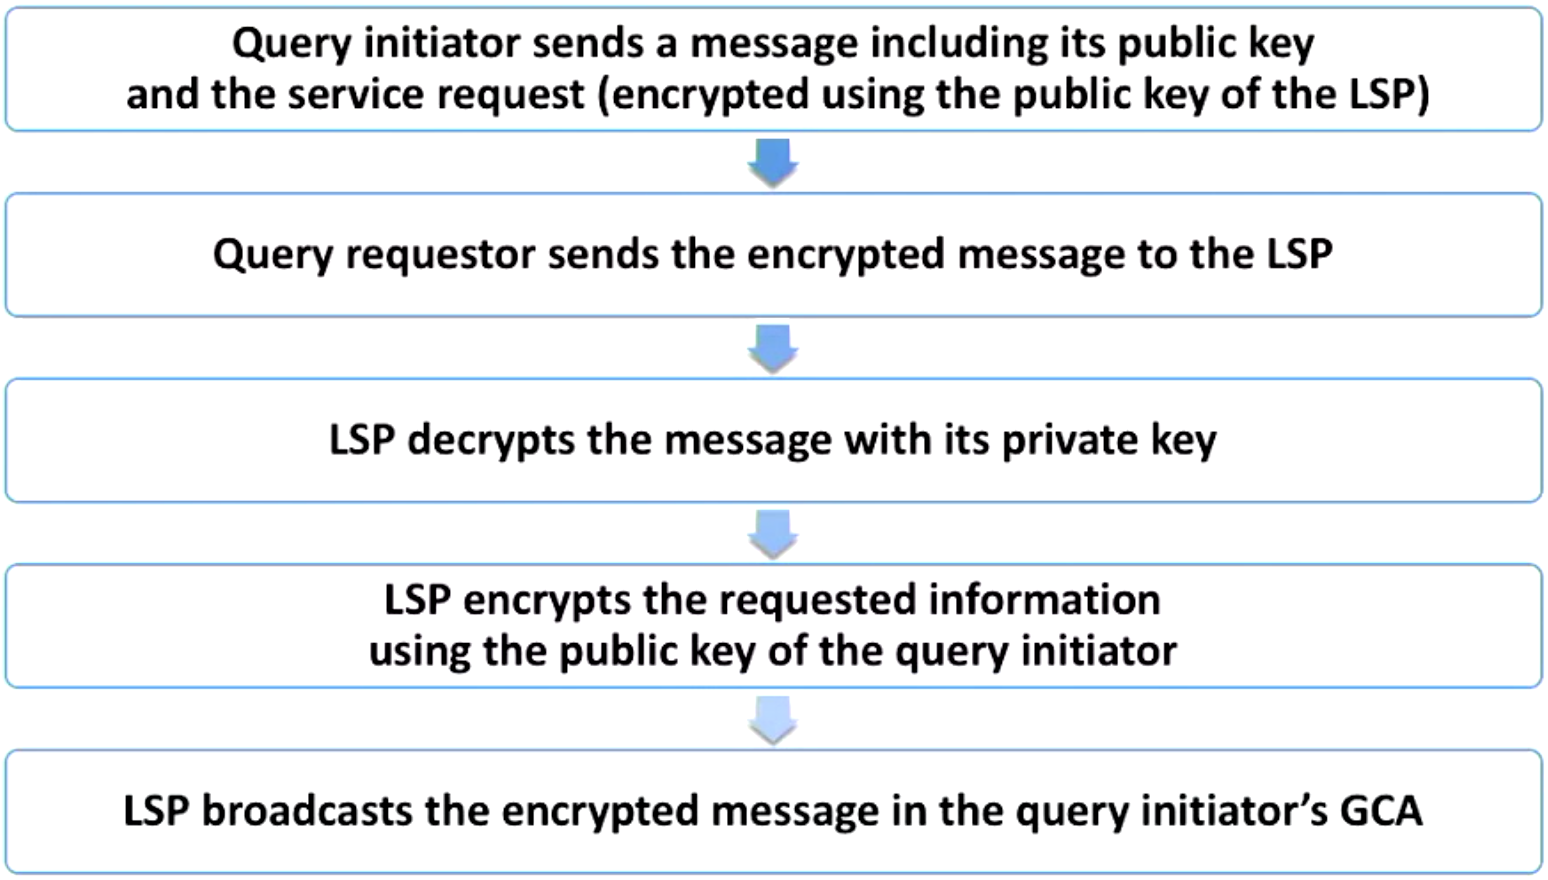 Query initiator sends a message including its public key
and the service request (encrypted using the public key of the LSP)
Query requestor sends the encrypted message to the LSP
LSP decrypts the message with its private key
LSP encrypts the requested information
using the public key of the query initiator
LSP broadcasts the encrypted message in the query initiator’s GCA